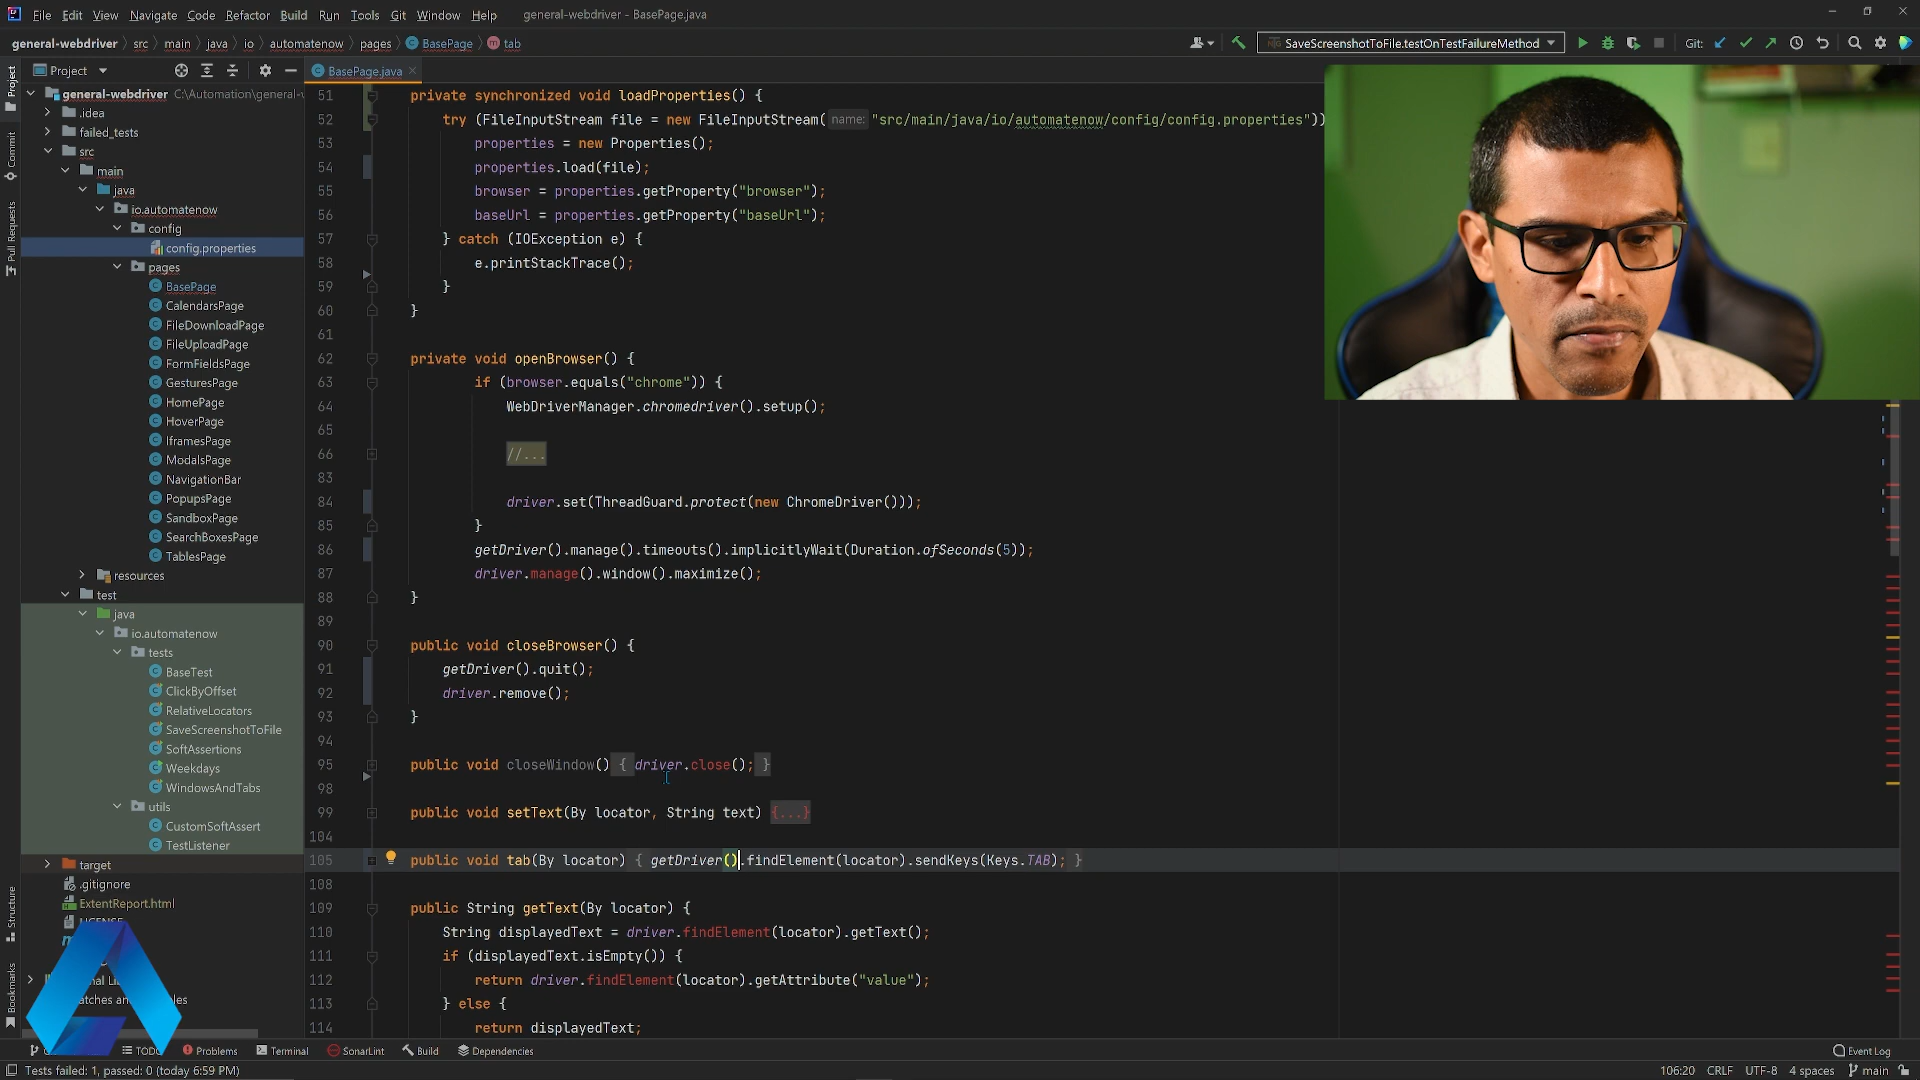 File Edit View Navigate Code Refactor Build Run Tools Git Window Help general-webdriver - BasePage.java
general-webdriver src main java io automatenow pages BasePage tab SaveScreenshotToFile.testOnTestFailureMethod Git:
Project BasePage.java
general-webdriver C:\Automation\general-
.idea
failed_tests
src
main
java
io.automatenow
config
config.properties
pages
BasePage
CalendarsPage
FileDownloadPage
FileUploadPage
FormFieldsPage
GesturesPage
HomePage
HoverPage
IframesPage
ModalsPage
NavigationBar
PopupsPage
SandboxPage
SearchBoxesPage
TablesPage
resources
test
java
io.automatenow
tests
BaseTest
ClickByOffset
RelativeLocators
SaveScreenshotToFile
SoftAssertions
Weekdays
WindowsAndTabs
utils
CustomSoftAssert
TestListener
target
.gitignore
ExtentReport.html
Project
Commit
Pull Requests
Structure
Bookmarks
51 private synchronized void loadProperties() {
52 try (FileInputStream file = new FileInputStream( name: "src/main/java/io/automatenow/config/config.properties"))
53 properties = new Properties();
54 properties.load(file);
55 browser = properties.getProperty("browser");
56 baseUrl = properties.getProperty("baseUrl");
57 } catch (IOException e) {
58 e.printStackTrace();
59 }
60 }
61
62 private void openBrowser() {
63 if (browser.equals("chrome")) {
64 WebDriverManager.chromedriver().setup();
65
66 //...
83
84 driver.set(ThreadGuard.protect(new ChromeDriver()));
85 }
86 getDriver().manage().timeouts().implicitlyWait(Duration.ofSeconds(5));
87 driver.manage().window().maximize();
88 }
89
90 public void closeBrowser() {
91 getDriver().quit();
92 driver.remove();
93 }
94
95 public void closeWindow() { driver.close(); }
98
99 public void setText(By locator, String text) {...}
104
105 public void tab(By locator) { getDriver().findElement(locator).sendKeys(Keys.TAB); }
108
109 public String getText(By locator) {
110 String displayedText = driver.findElement(locator).getText();
111 if (displayedText.isEmpty()) {
112 return driver.findElement(locator).getAttribute("value");
113 } else {
114 return displayedText;
TODO Problems Terminal SonarLint Build Dependencies Event Log
Tests failed: 1, passed: 0 (today 6:59 PM) 106:20 CRLF UTF-8 4 spaces main